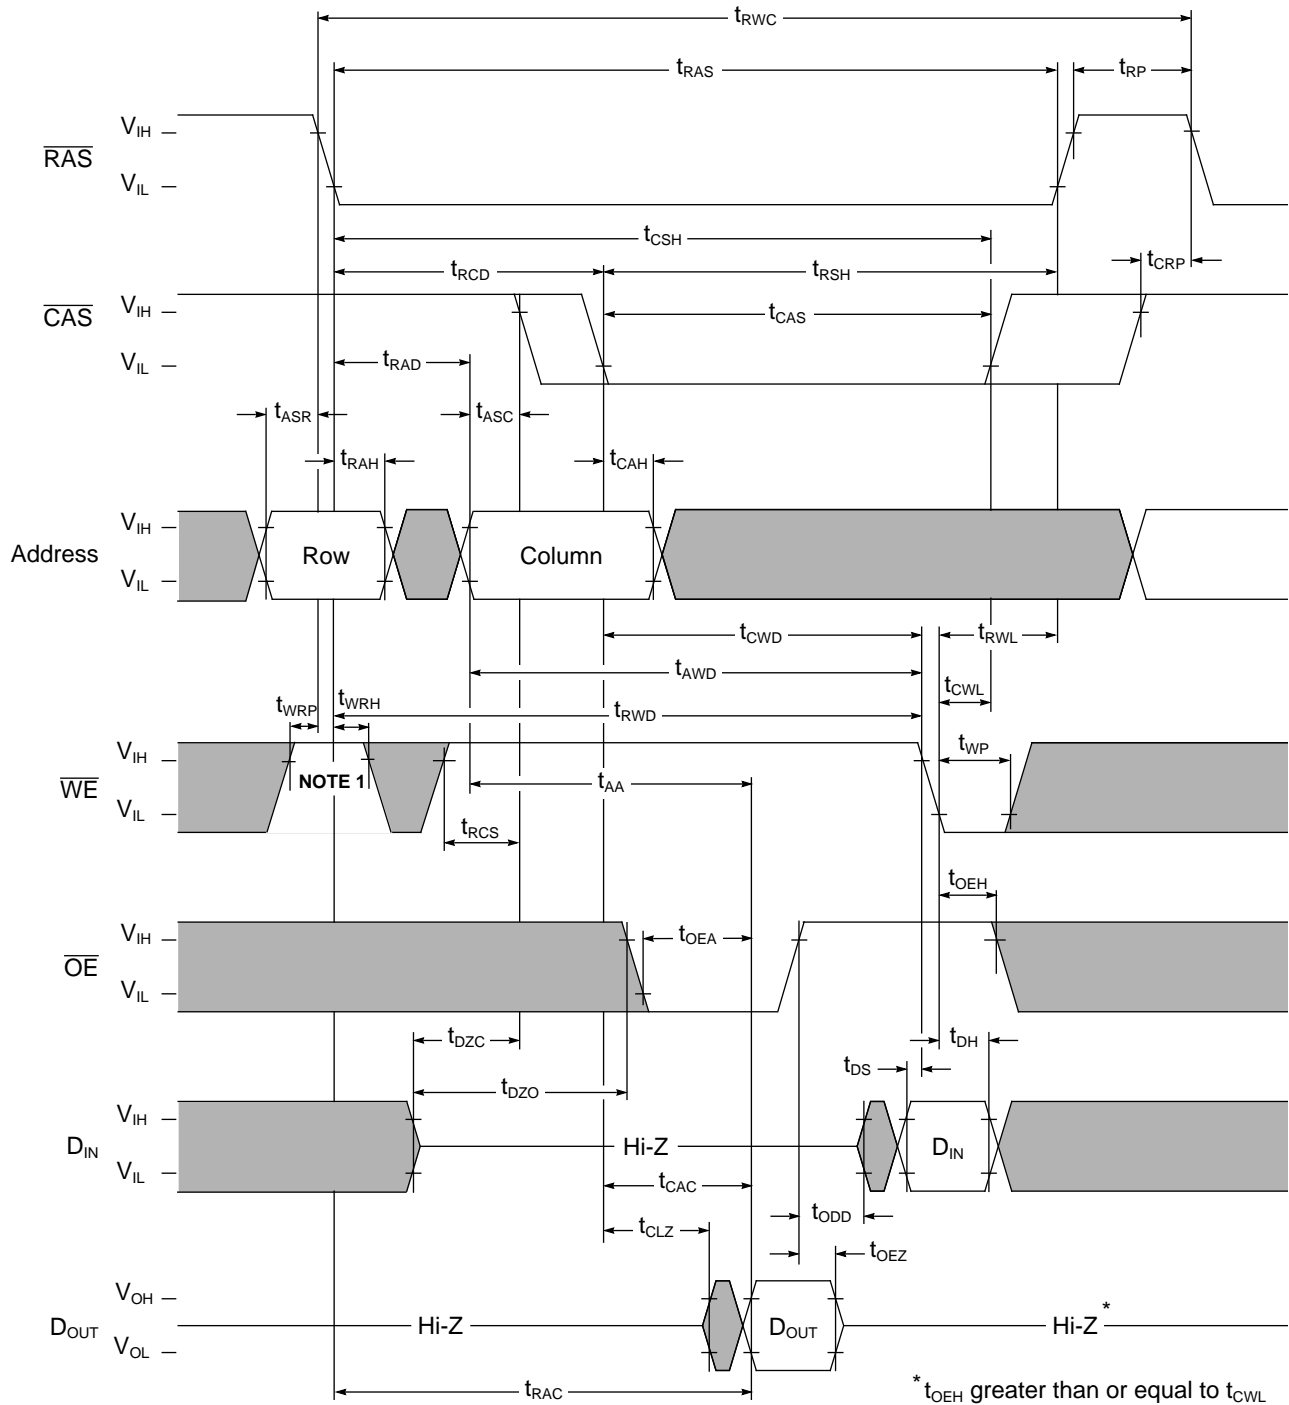 tRWC
tRAS
tRP
RAS
VIH
VIL
tCSH
tRCD
tRSH
tCRP
CAS
VIH
VIL
tCAS
tRAD
tASR
tASC
tRAH
tCAH
Address
VIH
VIL
Row
Column
tCWD
tRWL
tAWD
tCWL
tWRP
tWRH
tRWD
WE
VIH
VIL
NOTE 1
tWP
tAA
tRCS
tOEH
OE
VIH
VIL
tOEA
tDZC
tDH
tDS
tDZO
DIN
VIH
VIL
Hi-Z
DIN
tCAC
tODD
tCLZ
tOEZ
DOUT
VOH
VOL
Hi-Z
DOUT
Hi-Z*
tRAC
*tOEH greater than or equal to tCWL